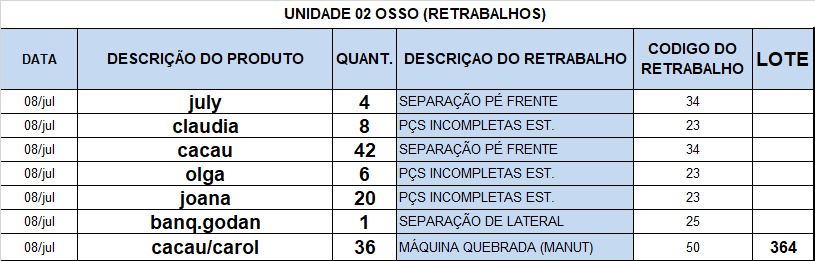 UNIDADE 02 OSSO (RETRABALHOS)
DATA DESCRIÇÃO DO PRODUTO QUANT. DESCRIÇAO DO RETRABALHO CODIGO DO RETRABALHO LOTE
08/jul july 4 SEPARAÇÃO PÉ FRENTE 34
08/jul claudia 8 PÇS INCOMPLETAS EST. 23
08/jul cacau 42 SEPARAÇÃO PÉ FRENTE 34
08/jul olga 6 PÇS INCOMPLETAS EST. 23
08/jul joana 20 PÇS INCOMPLETAS EST. 23
08/jul banq.godan 1 SEPARAÇÃO DE LATERAL 25
08/jul cacau/carol 36 MÁQUINA QUEBRADA (MANUT) 50 364